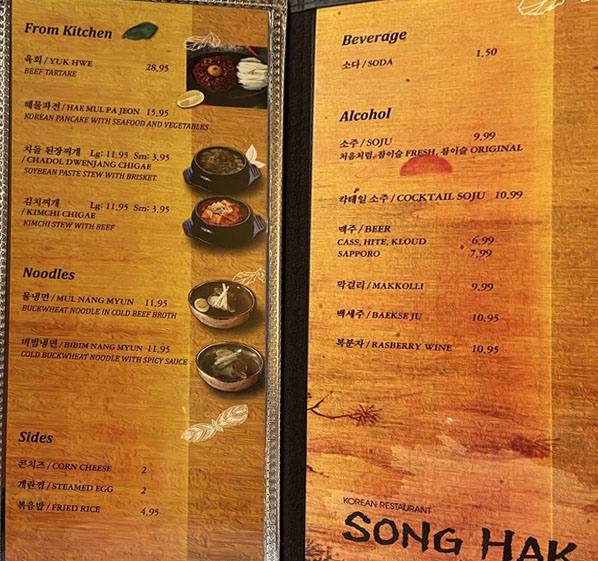 From Kitchen
육회 / YUK HWE 28,95
BEEF TARTARE
해물파전 / HAE MUL PA JEON 15,95
KOREAN PANCAKE WITH SEAFOOD AND VEGETABLES
차돌 된장찌개 Lg: 11,95 Sm: 3,95
/ CHADOL DWENJANG CHIGAE
SOYBEAN PASTE STEW WITH BRISKET
김치찌개 Lg: 11,95 Sm: 3,95
/ KIMCHI CHIGAE
KIMCHI STEW WITH BEEF
Noodles
물냉면 / MUL NANG MYUN 11,95
BUCKWHEAT NOODLE IN COLD BEEF BROTH
비빔냉면 / BIBIM NANG MYUN 11,95
COLD BUCKWHEAT NOODLE WITH SPICY SAUCE
Sides
콘치즈 / CORN CHEESE 2
계란찜 / STEAMED EGG 2
볶음밥 / FRIED RICE 4,95
Beverage
소다 / SODA 1,50
Alcohol
소주 / SOJU 9,99
처음처럼, 참이슬 FRESH, 참이슬 ORIGINAL
칵테일 소주 / COCKTAIL SOJU 10,99
맥주 / BEER
CASS, HITE, KLOUD 6,99
SAPPORO 7,99
막걸리 / MAKKOLLI 9,99
백세주 / BAEKSE JU 10,95
복분자 / RASBERRY WINE 10,95
KOREAN RESTAURANT
SONG HAK